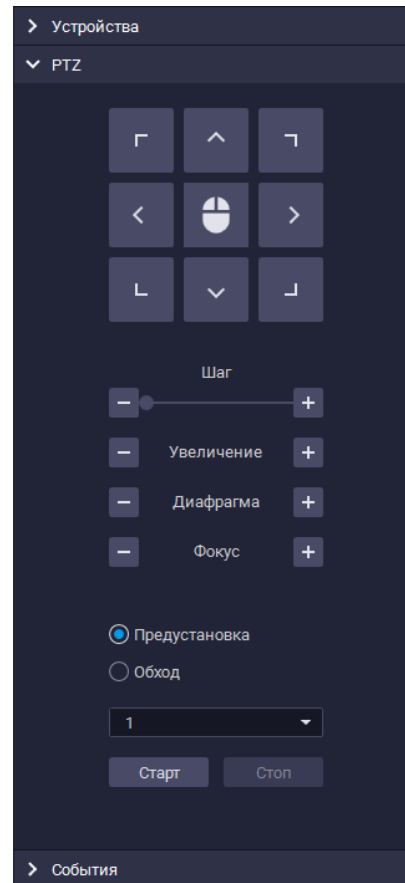 Устройства
PTZ
Шаг
Увеличение
Диафрагма
Фокус
Предустановка
Обход
1
Старт Стоп
События